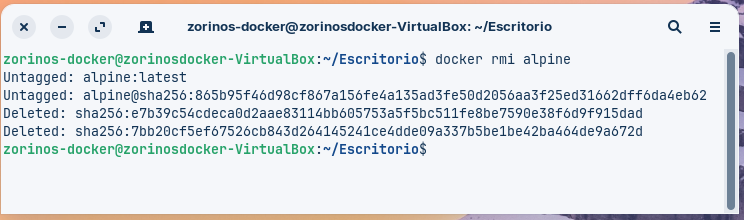 zorinos-docker@zorinosdocker-VirtualBox: ~/Escritorio
zorinos-docker@zorinosdocker-VirtualBox:~/Escritorio$ docker rmi alpine
Untagged: alpine:latest
Untagged: alpine@sha256:865b95f46d98cf867a156fe4a135ad3fe50d2056aa3f25ed31662dff6da4eb62
Deleted: sha256:e7b39c54cdeca0d2aae83114bb605753a5f5bc511fe8be7590e38f6d9f915dad
Deleted: sha256:7bb20cf5ef67526cb843d264145241ce4dde09a337b5be1be42ba464de9a672d
zorinos-docker@zorinosdocker-VirtualBox:~/Escritorio$